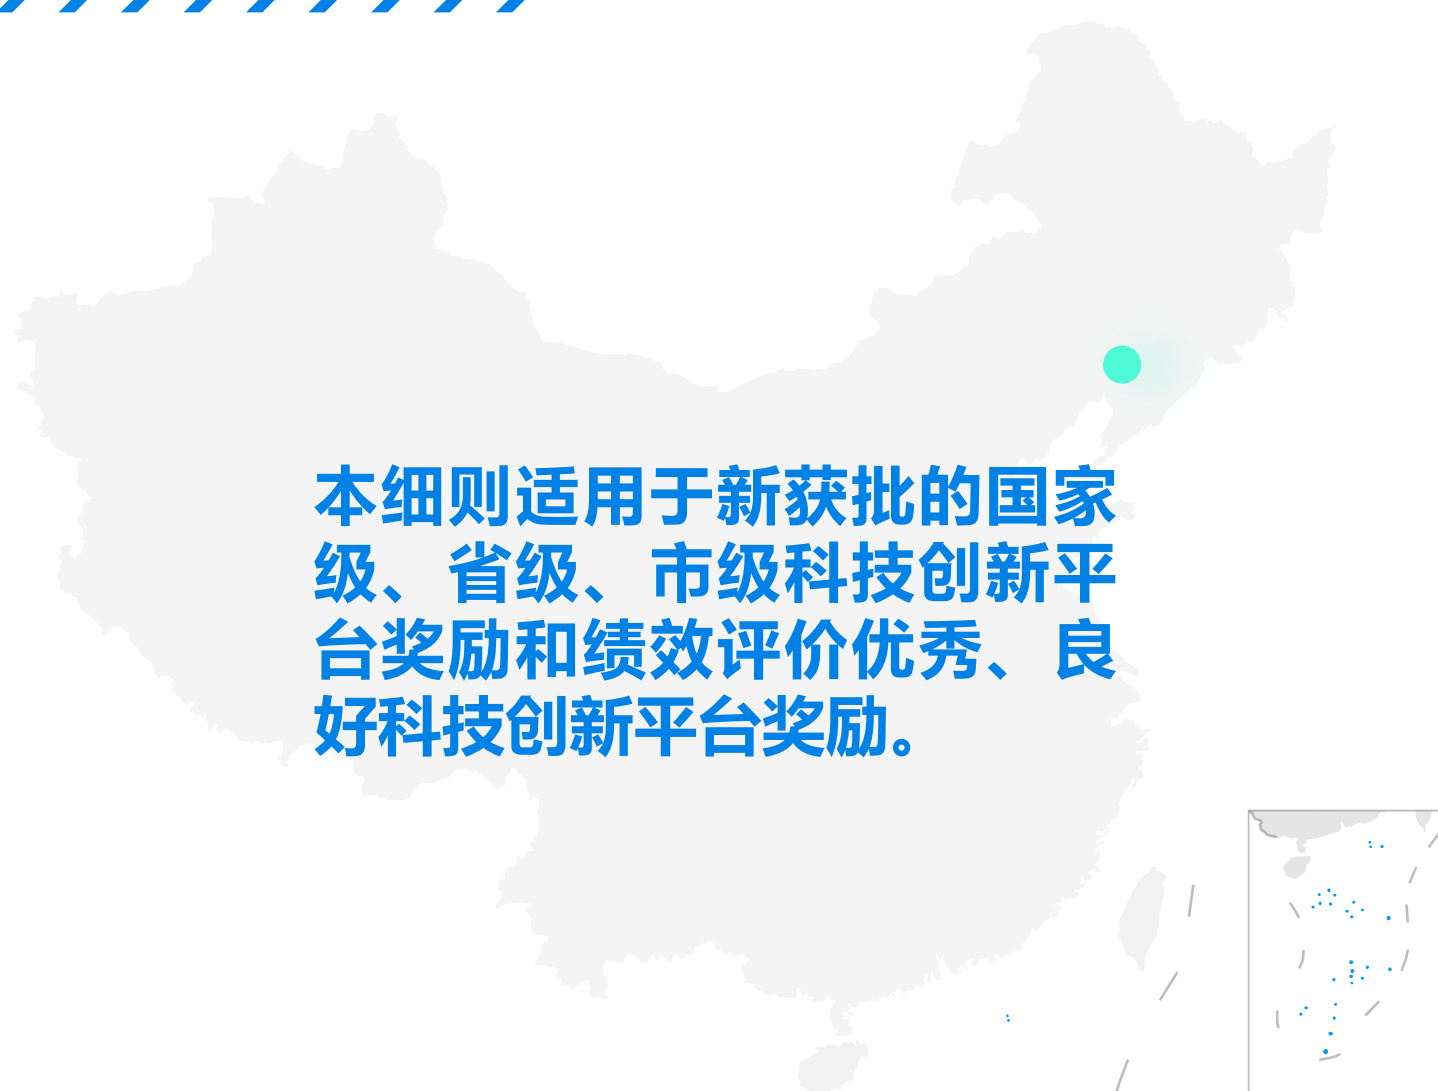 本细则适用于新获批的国家
级、省级、市级科技创新平
台奖励和绩效评价优秀、良
好科技创新平台奖励。